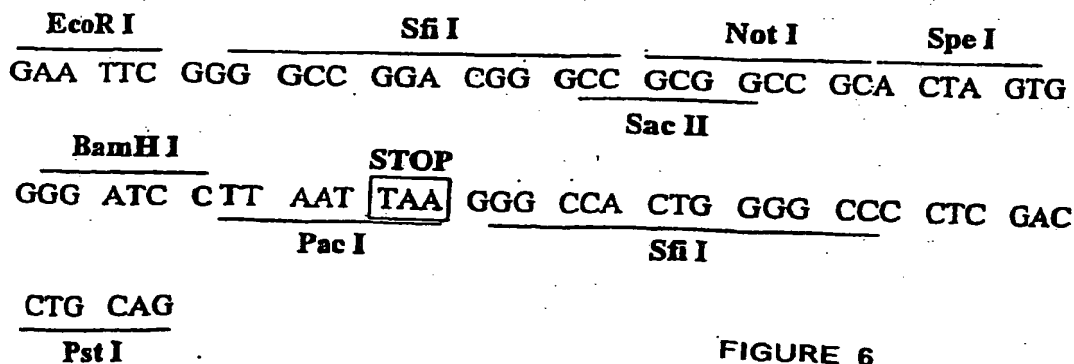 EcoR I Sfi I Not I Spe I
GAA TTC GGG GCC GGA CGG GCC GCGG GCC GCA CTA GTG
Sac II
BamH I STOP
GGG ATC CTT AAT TAA GGG CCA CTG GGG CCC CTC GAC
Pac I Sfi I
CTG CAG
Pst I
FIGURE 6